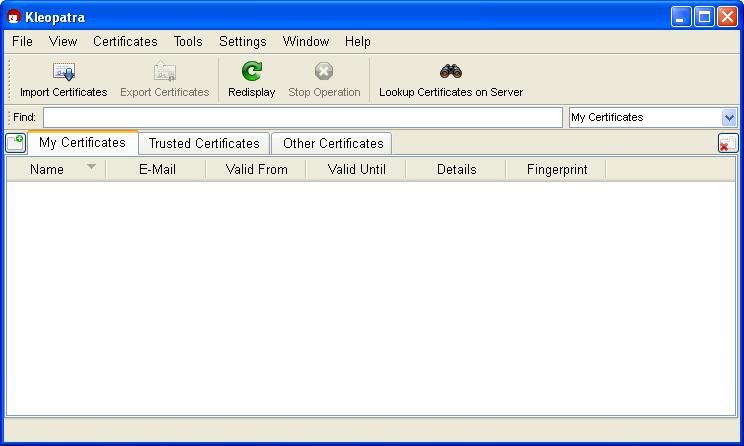 Kleopatra
File View Certificates Tools Settings Window Help
Import Certificates Export Certificates Redisplay Stop Operation Lookup Certificates on Server
Find: My Certificates
My Certificates Trusted Certificates Other Certificates
Name E-Mail Valid From Valid Until Details Fingerprint